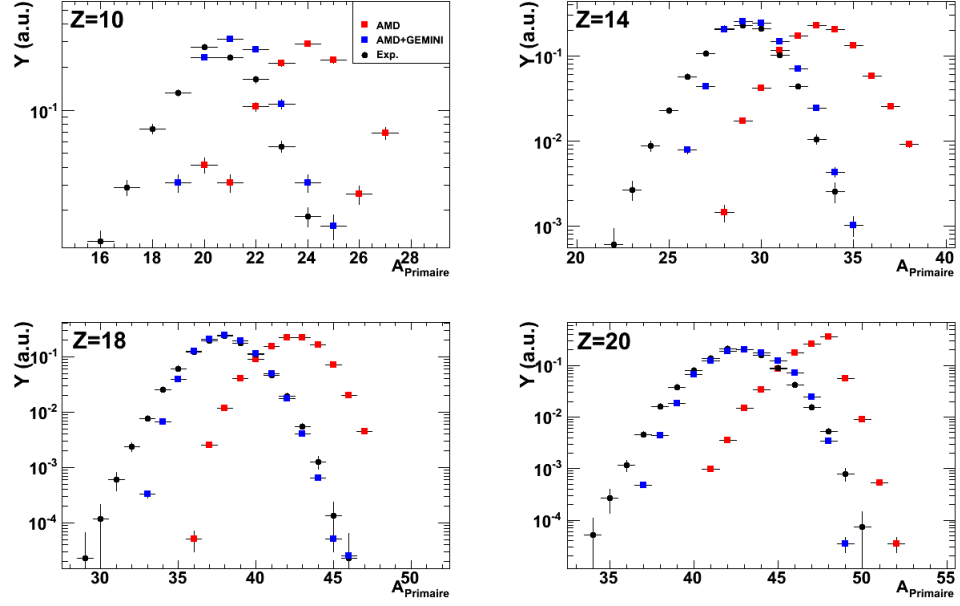 Z=10
Y (a.u.)
AMD
AMD+GEMINI
Exp.
10⁻¹
16 18 20 22 24 26 28
A_Primaire
Z=14
Y (a.u.)
10⁻¹
10⁻²
10⁻³
20 25 30 35 40
A_Primaire
Z=18
Y (a.u.)
10⁻¹
10⁻²
10⁻³
10⁻⁴
30 35 40 45 50
A_Primaire
Z=20
Y (a.u.)
10⁻¹
10⁻²
10⁻³
10⁻⁴
35 40 45 50 55
A_Primaire